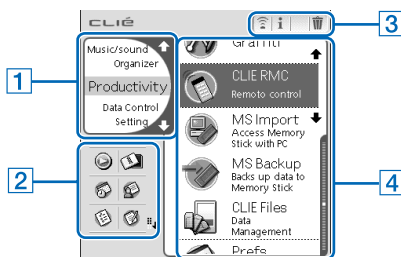 CLIÉ
i
3
1
Music/sound
Organizer
Productivity
Data Control
Setting
2
Graffiti
CLIE RMC
Remoto control
MS Import
Access Memory
Stick with PC
MS Backup
Backs up data to
Memory Stick
CLIE Files
Data
Management
Prefs
4